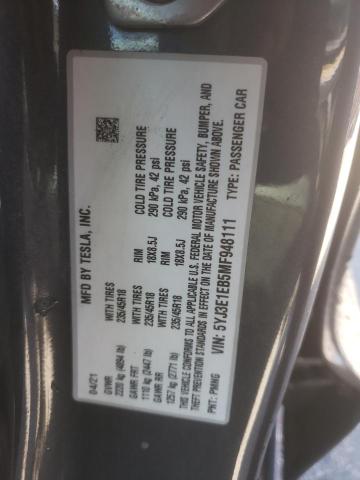 MFD BY TESLA, INC.
04/21
GVWR WITH TIRES RIM COLD TIRE PRESSURE
2220 kg (4894 lb) 235/45R18 18X8.5J 290 kPa, 42 psi
GAWR FRT WITH TIRES RIM COLD TIRE PRESSURE
1110 kg (2447 lb) 235/45R18 18X8.5J 290 kPa, 42 psi
GAWR RR WITH TIRES
1257 kg (2771 lb) 235/45R18
THIS VEHICLE CONFORMS TO ALL APPLICABLE U.S. FEDERAL MOTOR VEHICLE SAFETY, BUMPER, AND
THEFT PREVENTION STANDARDS IN EFFECT ON THE DATE OF MANUFACTURE SHOWN ABOVE.
VIN: 5YJ3E1EB5MF948111 TYPE: PASSENGER CAR
PNT: PMNG